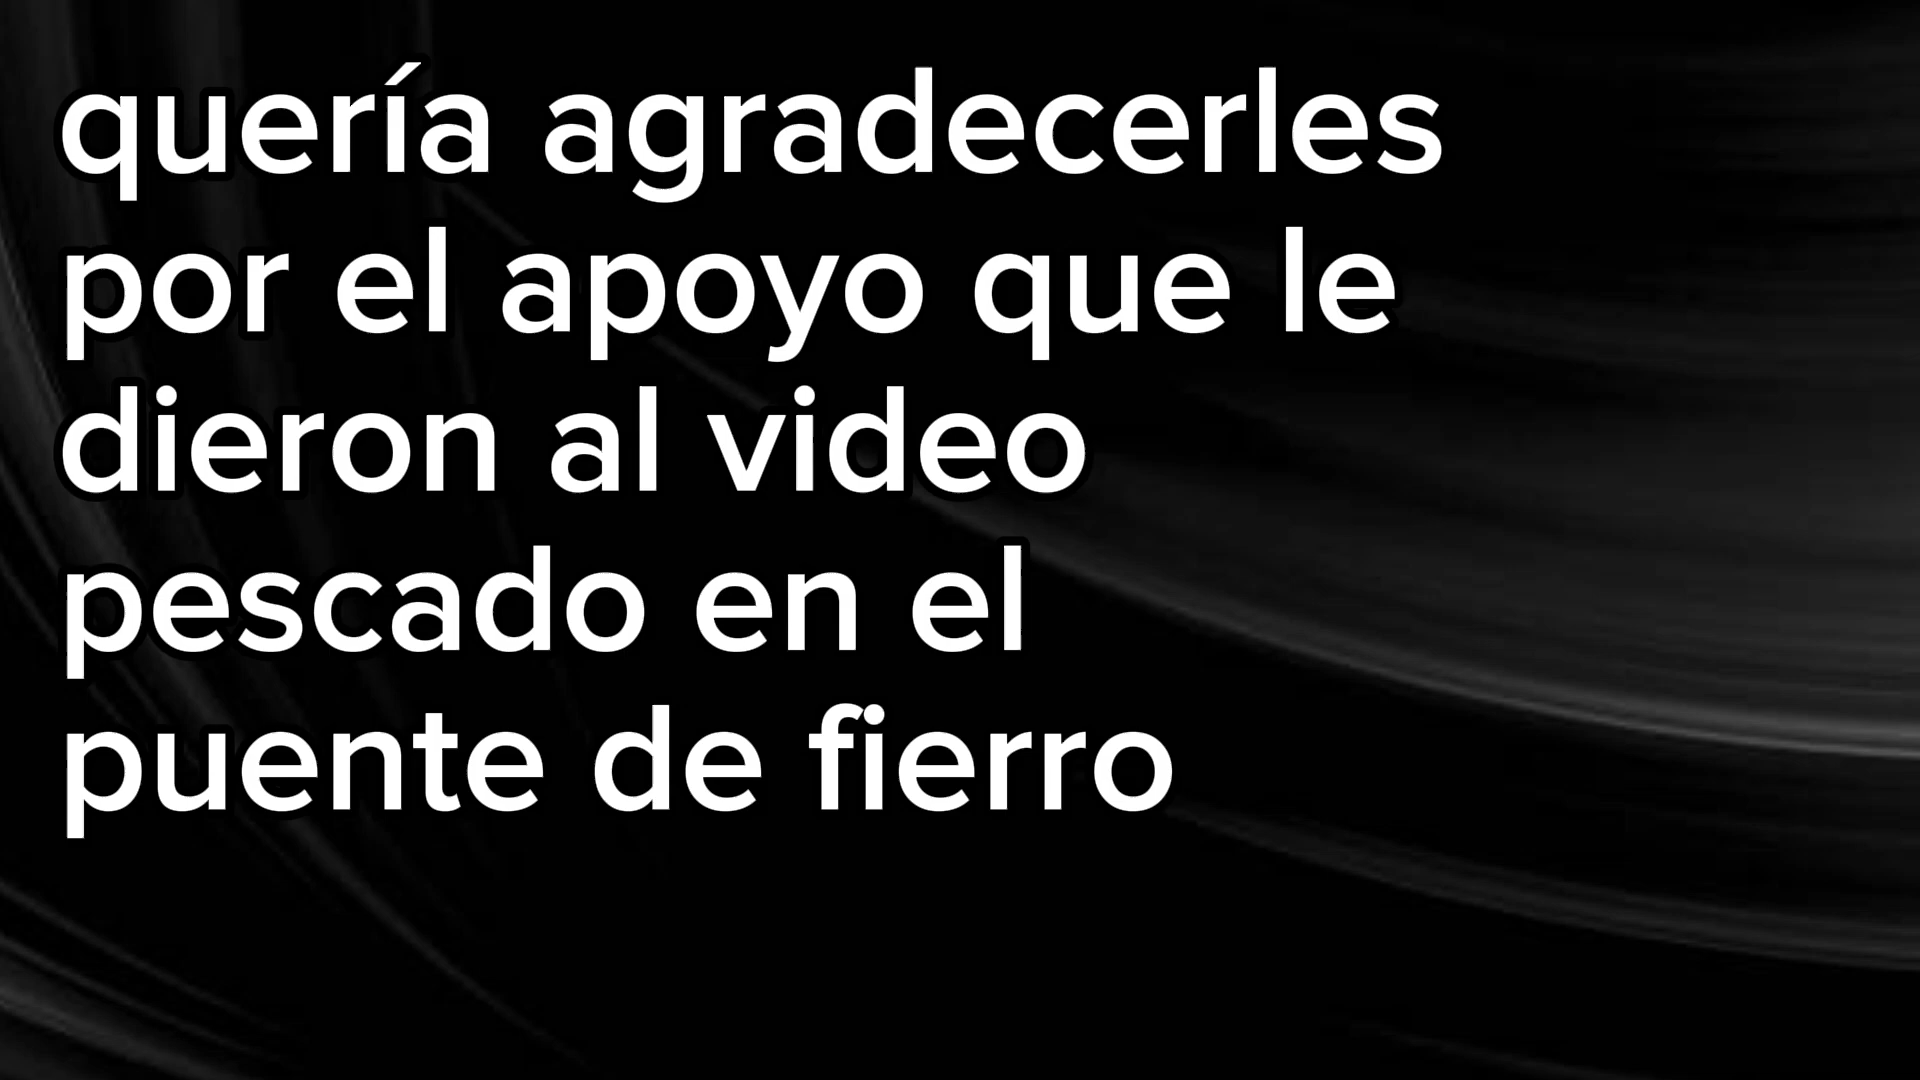 quería agradecerles
por el apoyo que le
dieron al video
pescado en el
puente de fierro